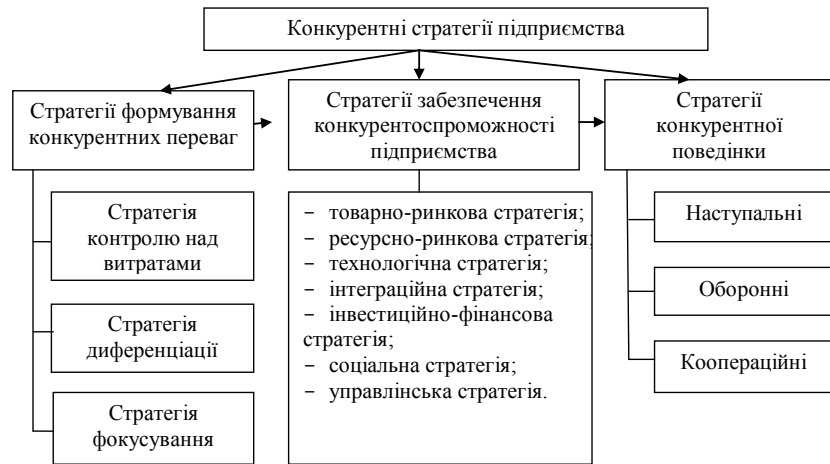 Конкурентні стратегії підприємства
Стратегії формування
конкурентних переваг
Стратегія
контролю над
витратами
Стратегія
диференціації
Стратегія
фокусування
Стратегії забезпечення
конкурентоспроможності
підприємства
− товарно-ринкова стратегія;
− ресурсно-ринкова стратегія;
− технологічна стратегія;
− інтеграційна стратегія;
− інвестиційно-фінансова
стратегія;
− соціальна стратегія;
− управлінська стратегія.
Стратегії
конкурентної
поведінки
Наступальні
Оборонні
Коопераційні